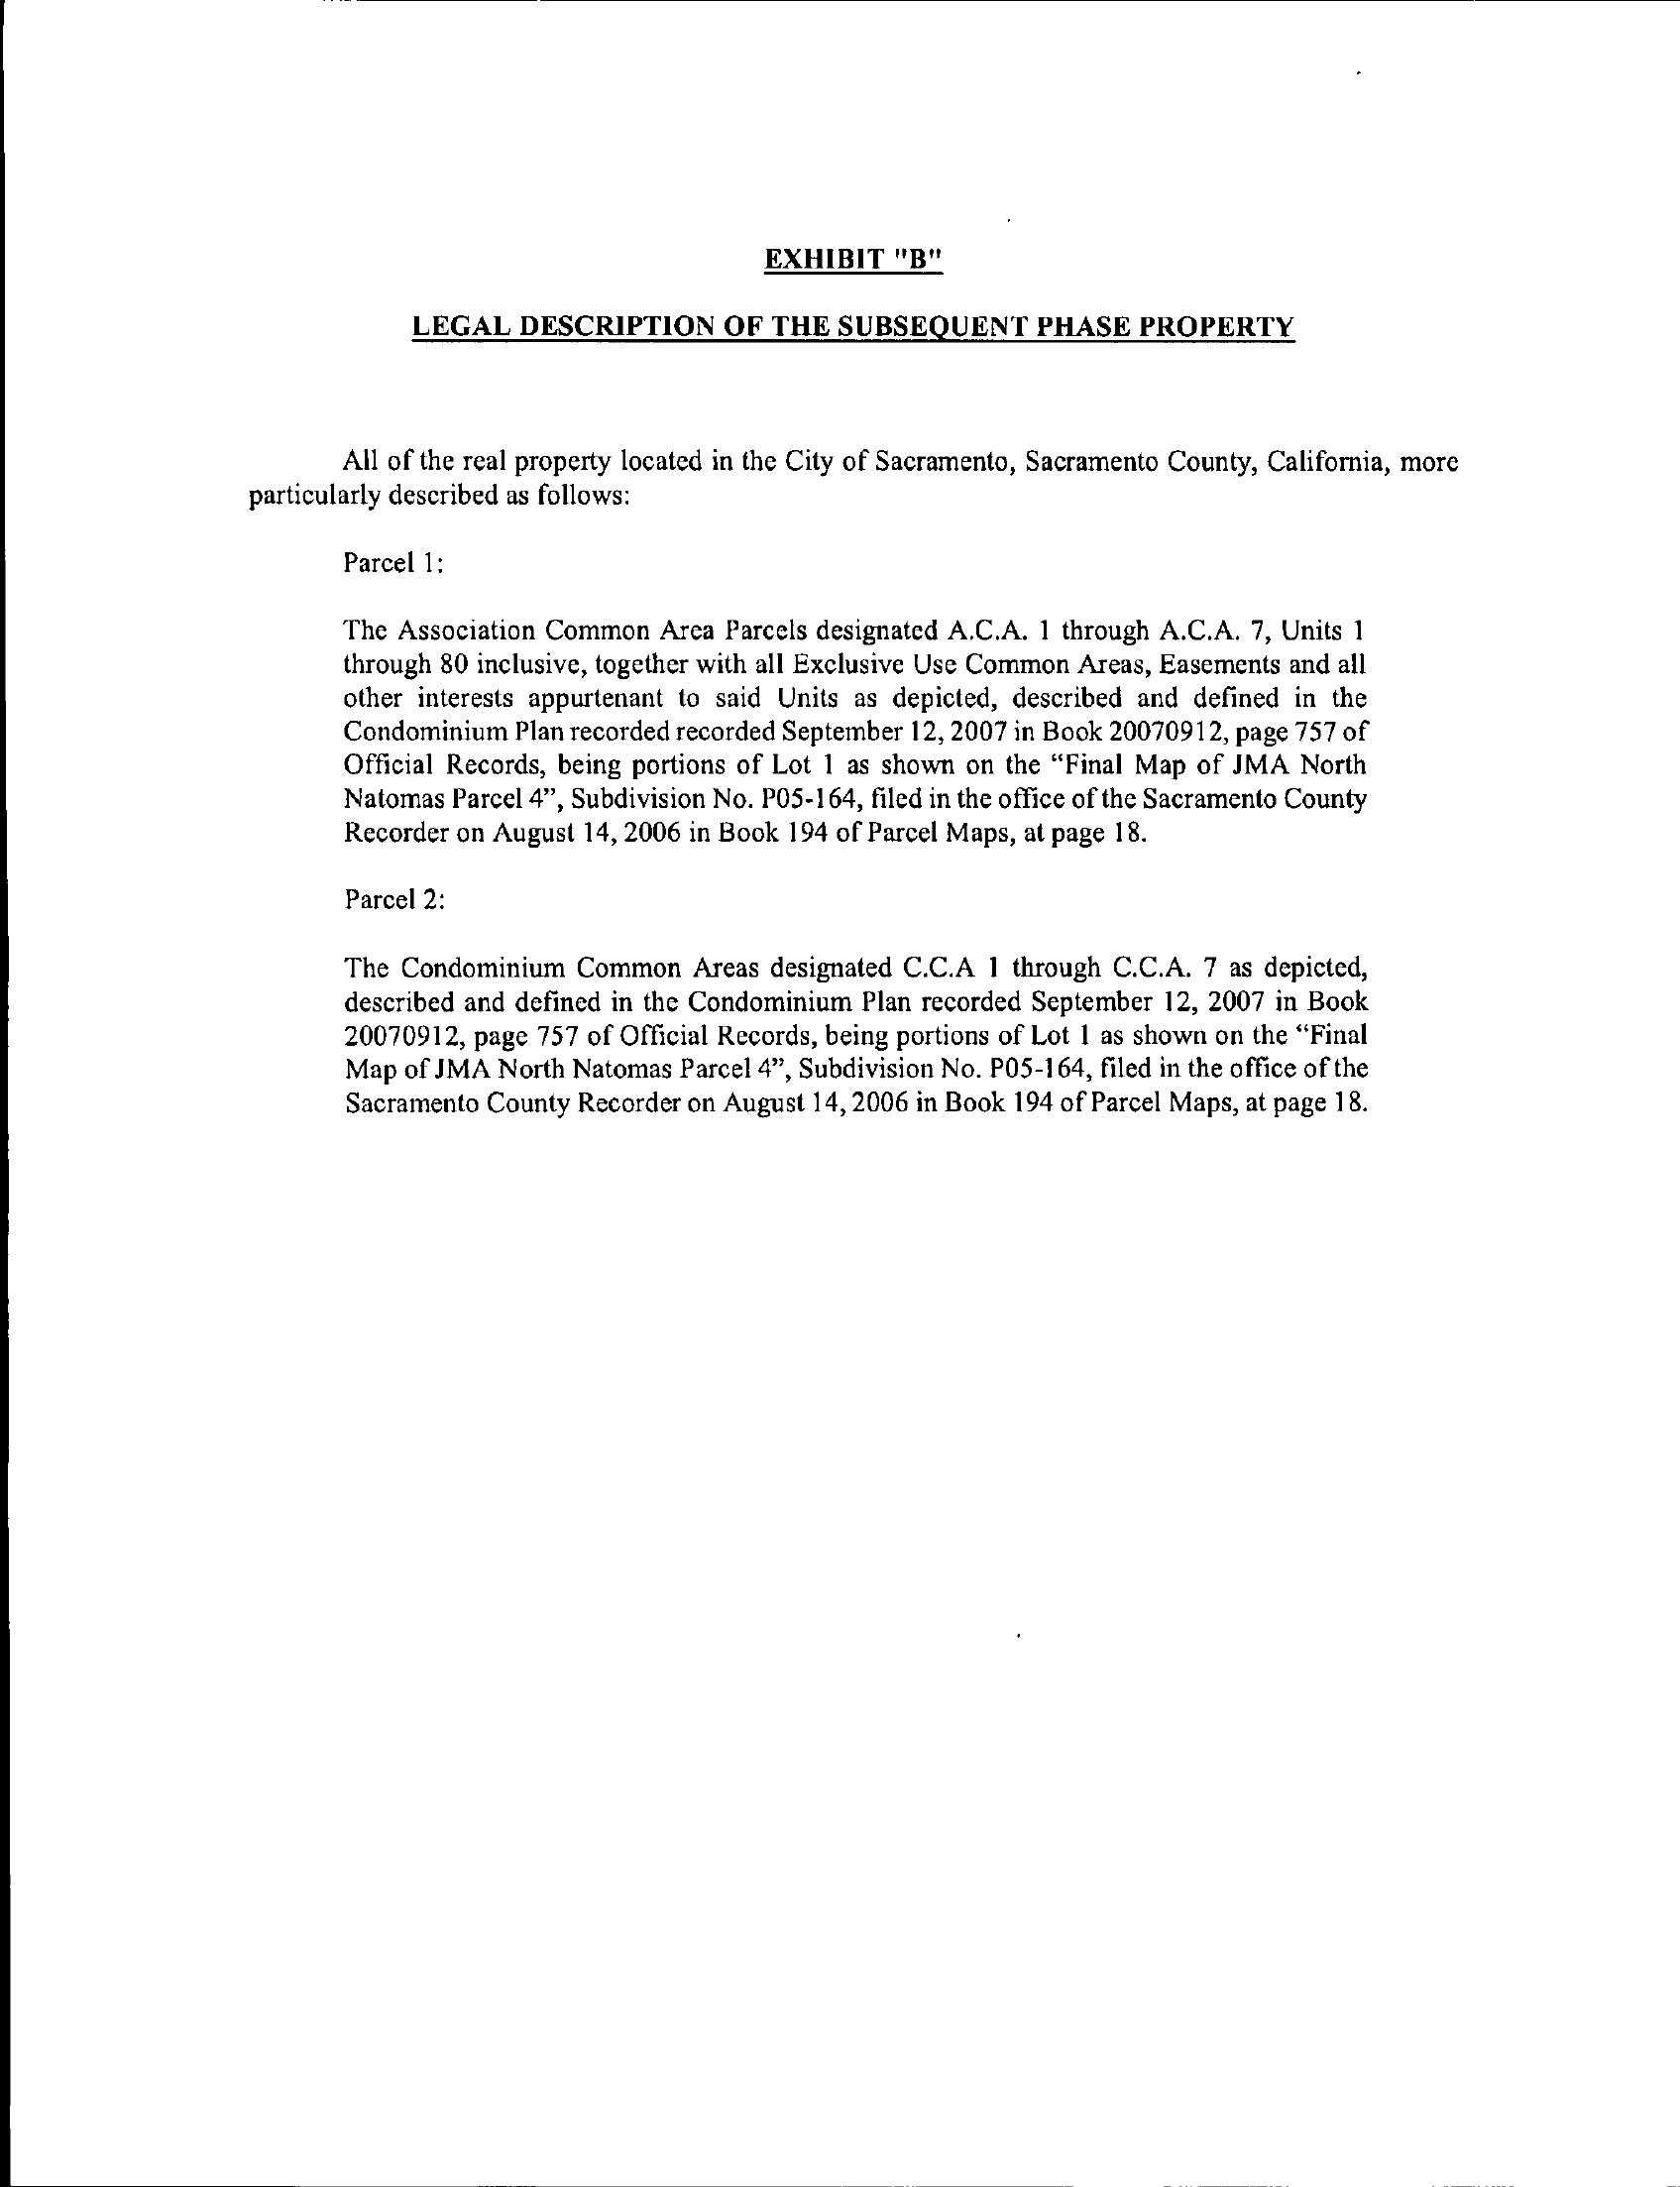 EXHIBIT "B"
LEGAL DESCRIPTION OF THE SUBSEQUENT PHASE PROPERTY
All of the real property located in the City of Sacramento, Sacramento County, California, more
particularly described as follows:
Parcel 1:
The Association Common Area Parcels designated A.C.A. 1 through A.C.A. 7, Units 1
through 80 inclusive, together with all Exclusive Use Common Areas, Easements and all
other interests appurtenant to said Units as depicted, described and defined in the
Condominium Plan recorded recorded September 12, 2007 in Book 20070912, page 757 of
Official Records, being portions of Lot 1 as shown on the “Final Map of JMA North
Natomas Parcel 4”, Subdivision No. P05-164, filed in the office of the Sacramento County
Recorder on August 14, 2006 in Book 194 of Parcel Maps, at page 18.
Parcel 2:
The Condominium Common Areas designated C.C.A 1 through C.C.A. 7 as depicted,
described and defined in the Condominium Plan recorded September 12, 2007 in Book
20070912, page 757 of Official Records, being portions of Lot 1 as shown on the “Final
Map of JMA North Natomas Parcel 4”, Subdivision No. P05-164, filed in the office of the
Sacramento County Recorder on August 14, 2006 in Book 194 of Parcel Maps, at page 18.